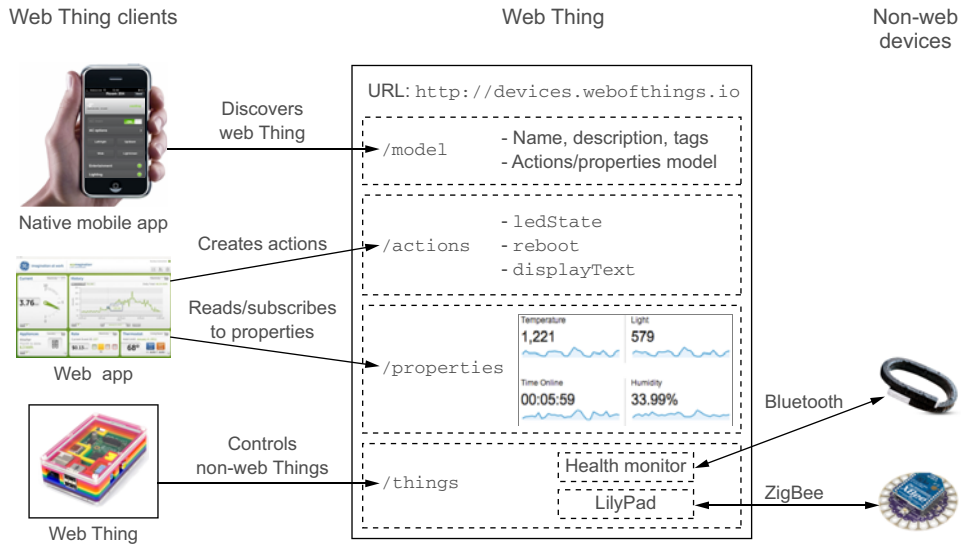 Web Thing clients
Web Thing
Non-web
devices
URL: http://devices.webofthings.io
Discovers
web Thing
/model
- Name, description, tags
- Actions/properties model
Native mobile app
Creates actions
/actions
- ledState
- reboot
- displayText
Reads/subscribes
to properties
3.76
68°
Web app
/properties
Temperature
1,221
Light
579
Time Online
00:05:59
Humidity
33.99%
Bluetooth
Controls
non-web Things
/things
Health monitor
LilyPad
ZigBee
Web Thing